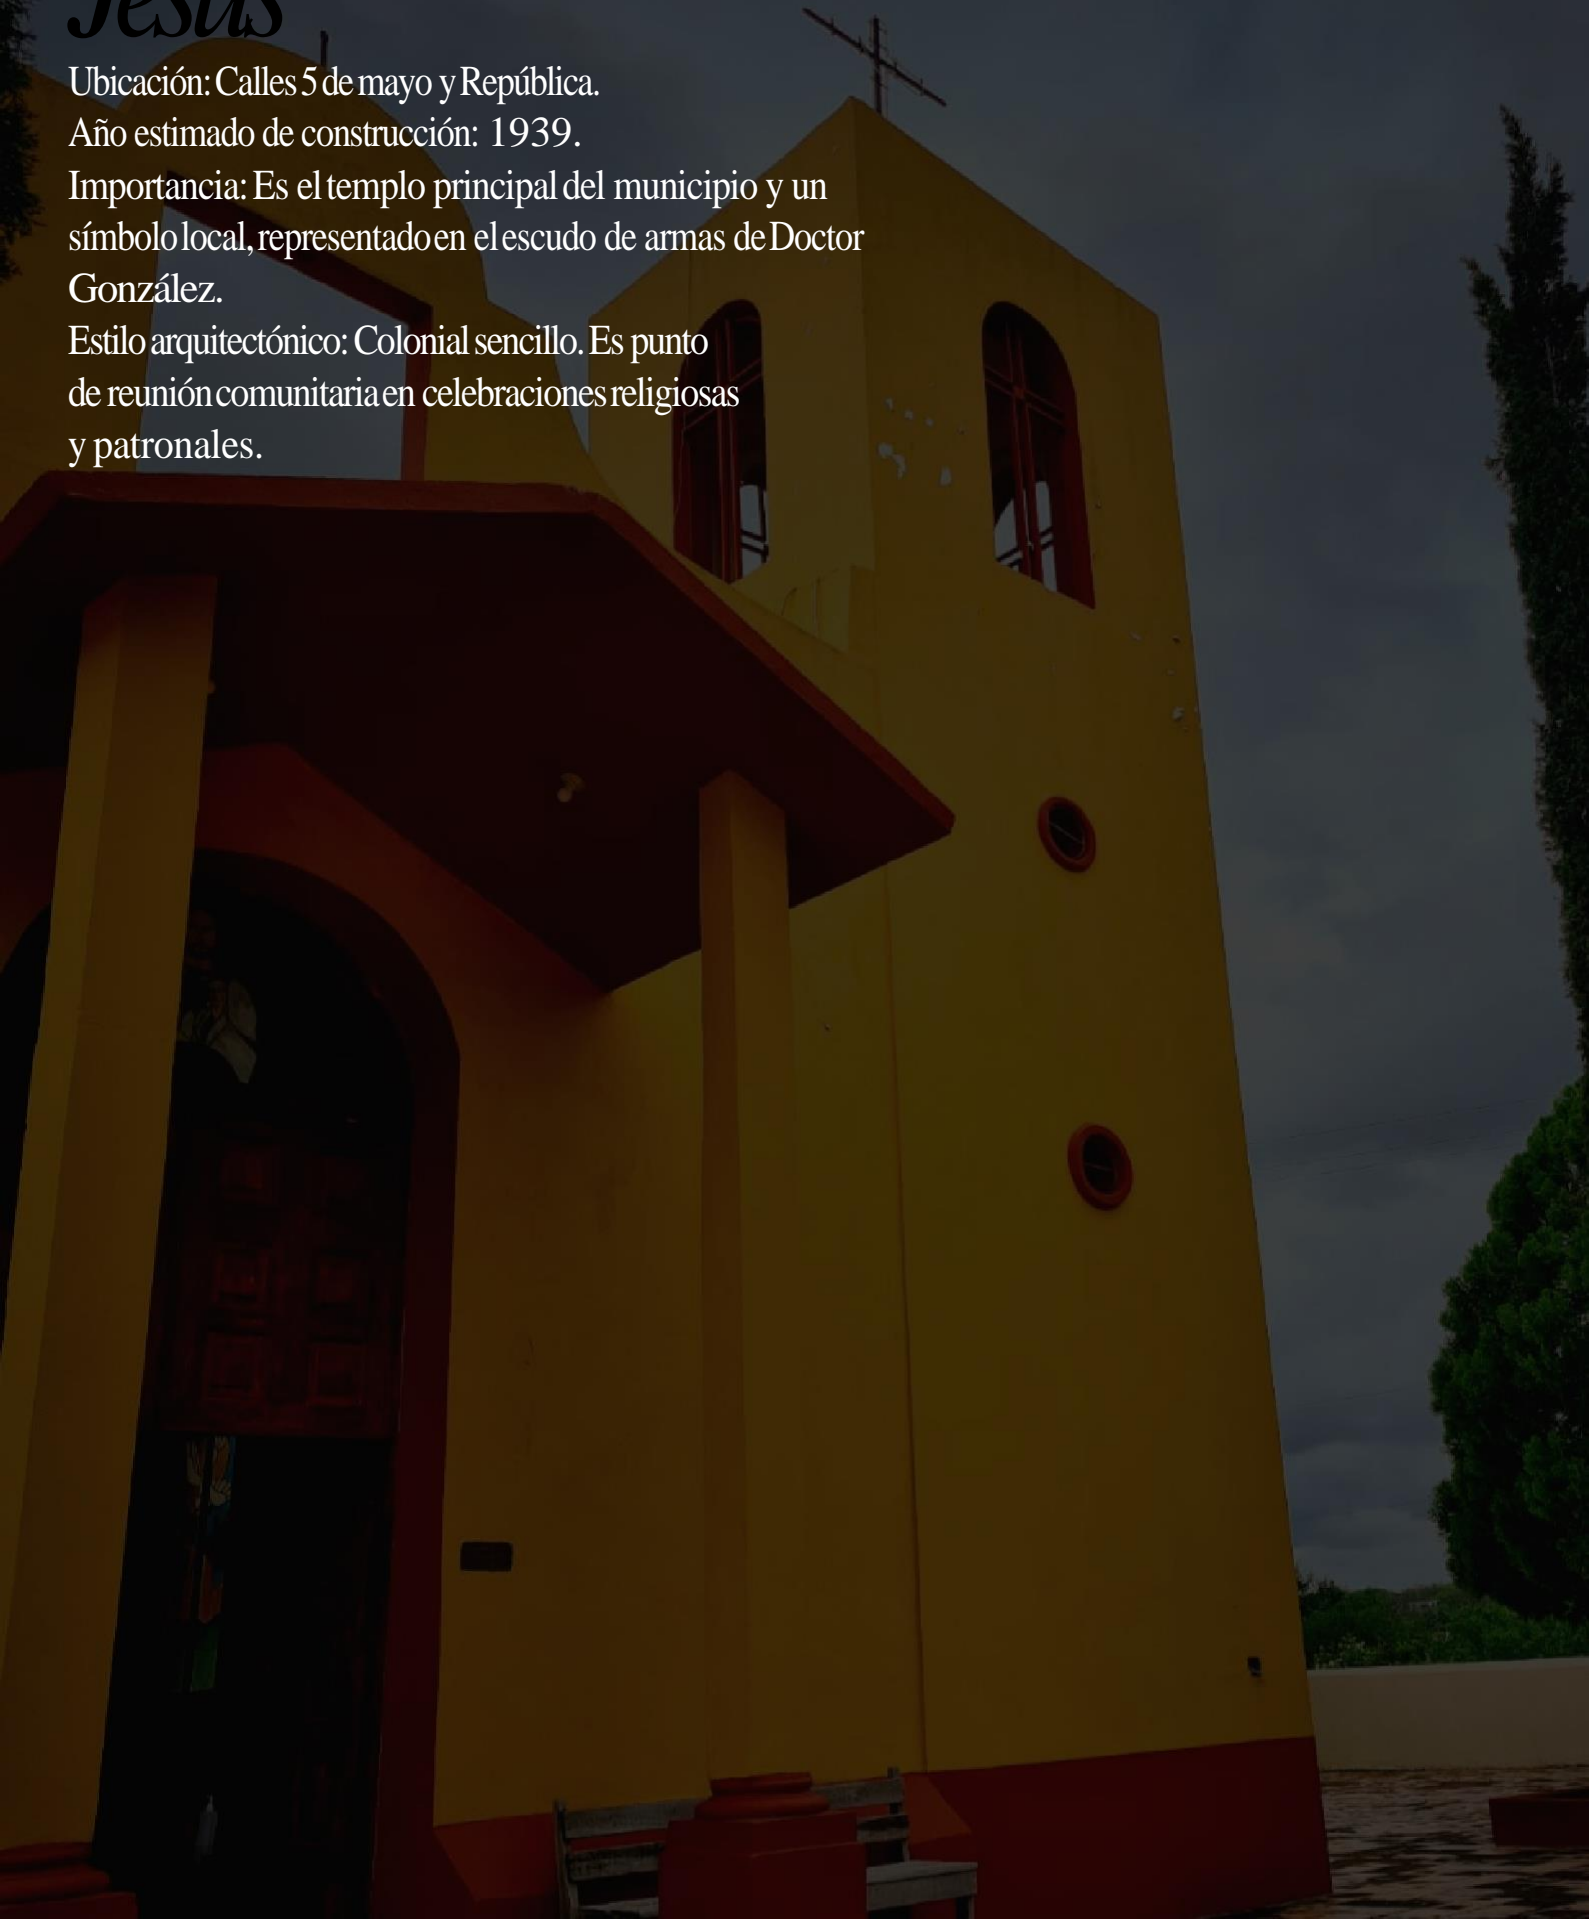 Jesús
Ubicación: Calles 5 de mayo y República.
Año estimado de construcción: 1939.
Importancia: Es el templo principal del municipio y un
símbolo local, representado en el escudo de armas de Doctor
González.
Estilo arquitectónico: Colonial sencillo. Es punto
de reunión comunitaria en celebraciones religiosas
y patronales.